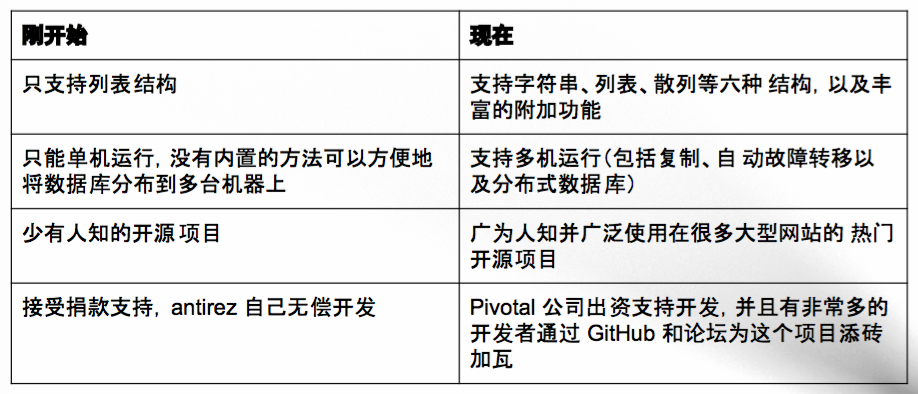 刚开始
现在
只支持列表结构
支持字符串、列表、散列等六种 结构, 以及丰
富的附加功能
只能单机运行, 没有内置的方法可以方便地
将数据库分布到多台机器上
支持多机运行(包括复制、自 动故障转移以
及分布式数据库)
少有人知的开源项目
广为人知并广泛使用在很多大型网站的 热门
开源项目
接受捐款支持, antirez 自己无偿开发
Pivotal 公司出资支持开发, 并且有非常多的
开发者通过 GitHub 和论坛为这个项目添砖
加瓦